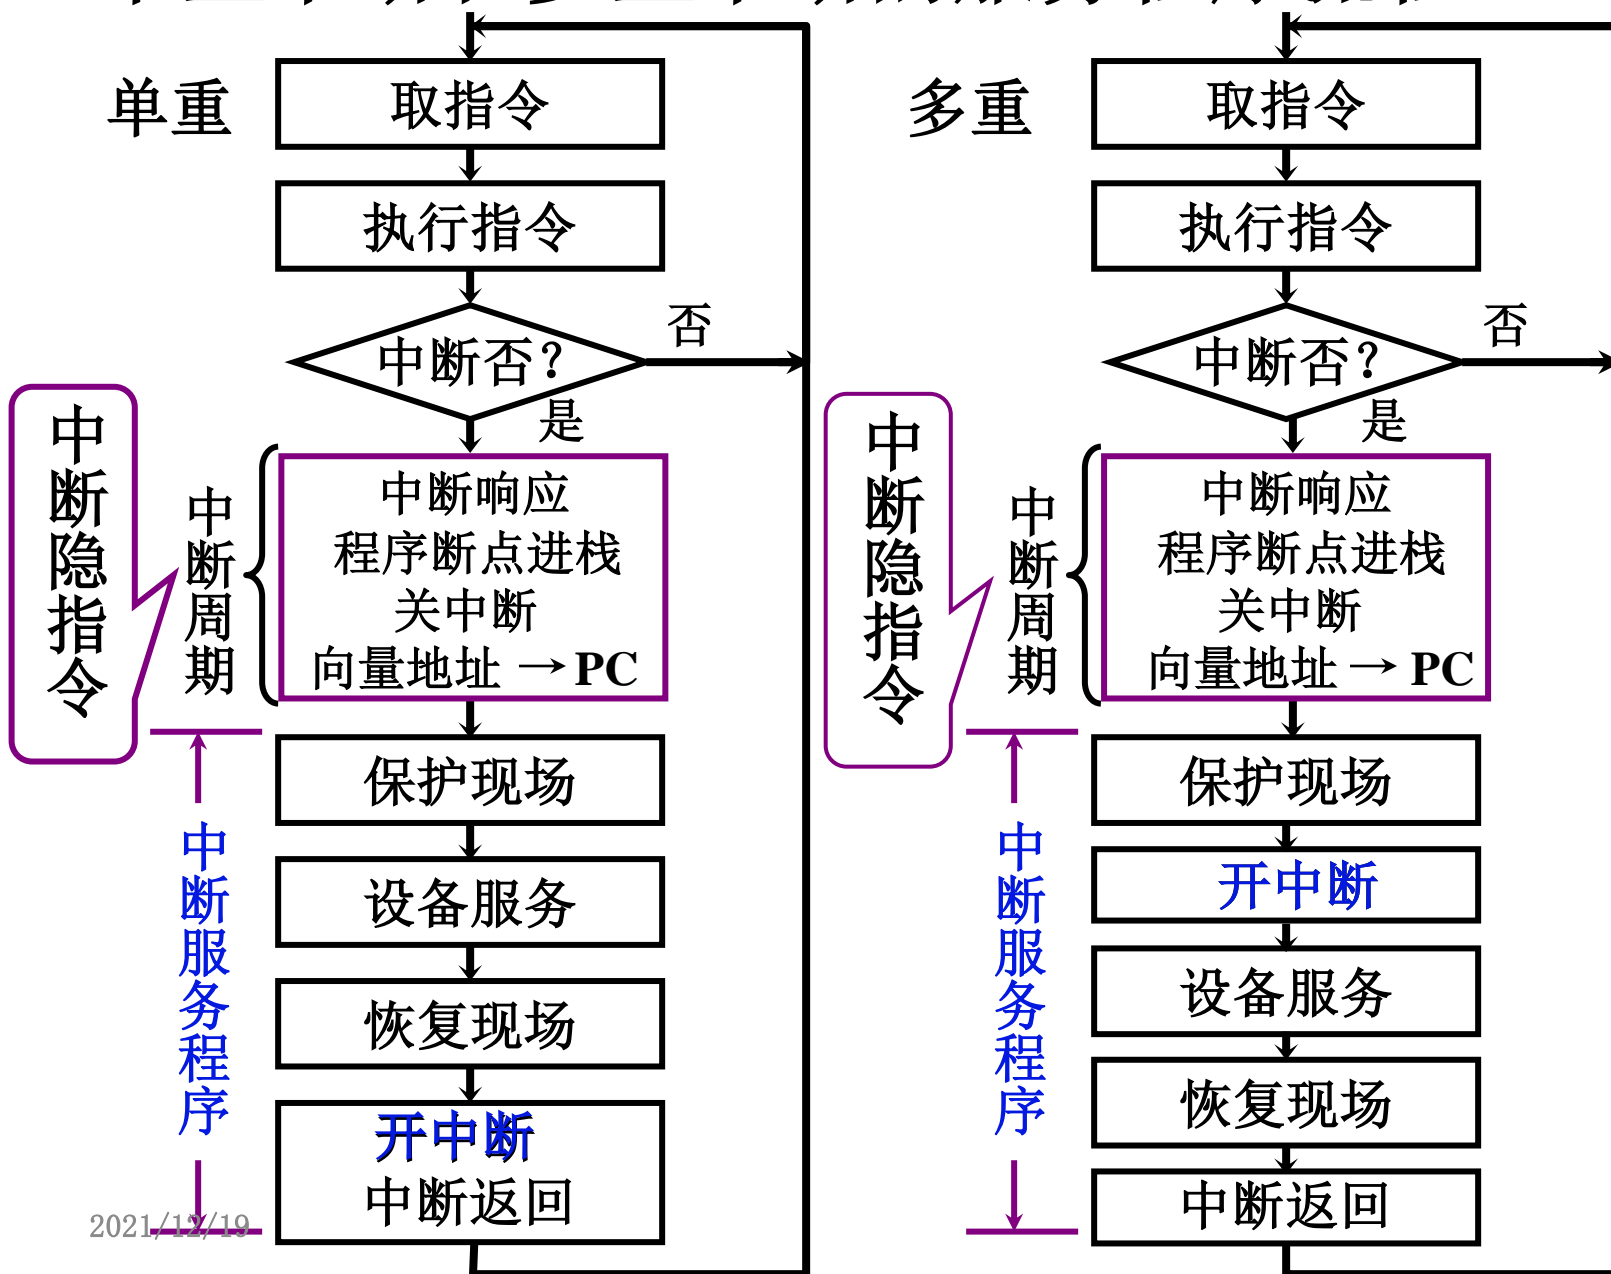 单重
取指令
执行指令
中断否?
否
是
中断隐指令
中断周期
中断响应
程序断点进栈
关中断
向量地址 → PC
中断服务程序
保护现场
设备服务
恢复现场
开中断
中断返回
2021/12/19
多重
取指令
执行指令
中断否?
否
是
中断隐指令
中断周期
中断响应
程序断点进栈
关中断
向量地址 → PC
中断服务程序
保护现场
开中断
设备服务
恢复现场
中断返回